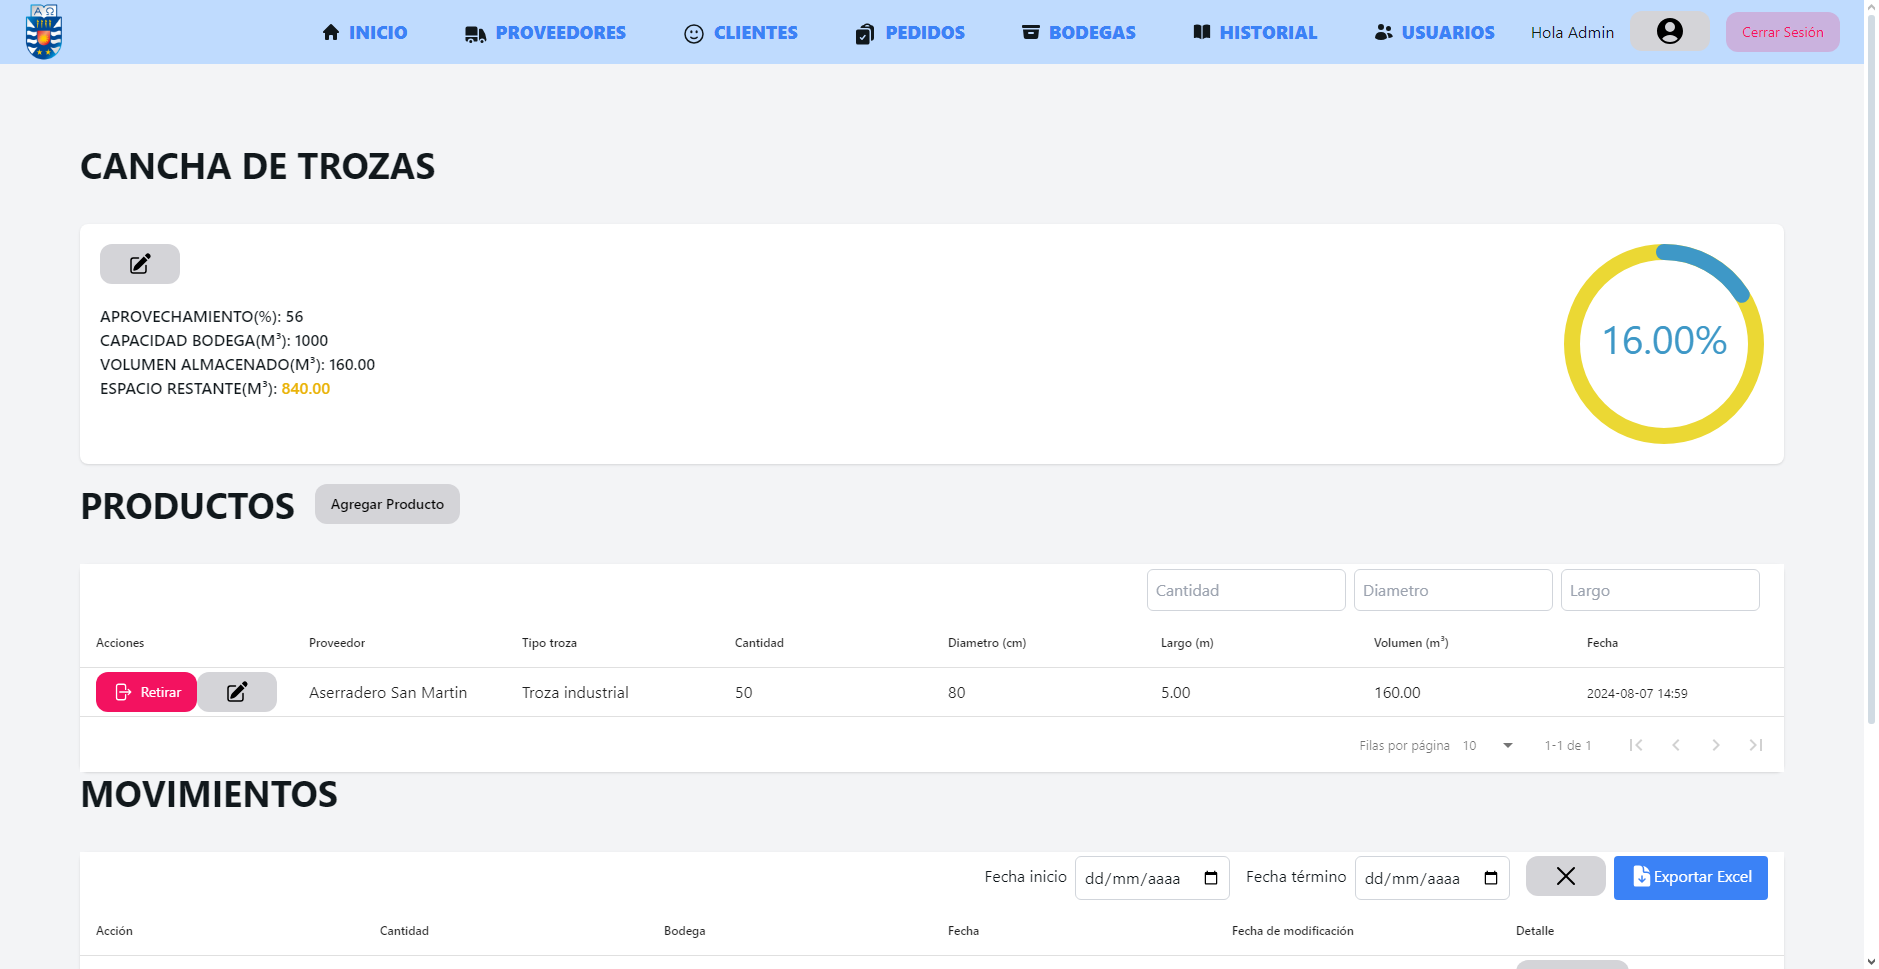 INICIO
PROVEEDORES
CLIENTES
PEDIDOS
BODEGAS
HISTORIAL
USUARIOS
Hola Admin
Cerrar Sesión
CANCHA DE TROZAS
APROVECHAMIENTO(%): 56
CAPACIDAD BODEGA(M³): 1000
VOLUMEN ALMACENADO(M³): 160.00
ESPACIO RESTANTE(M³): 840.00
16.00%
PRODUCTOS
Agregar Producto
Cantidad
Diametro
Largo
Acciones
Proveedor
Tipo troza
Cantidad
Diametro (cm)
Largo (m)
Volumen (m³)
Fecha
Retirar
Aserradero San Martin
Troza industrial
50
80
5.00
160.00
2024-08-07 14:59
Filas por página
10
1-1 de 1
MOVIMIENTOS
Fecha inicio
dd/mm/aaaa
Fecha término
dd/mm/aaaa
Exportar Excel
Acción
Cantidad
Bodega
Fecha
Fecha de modificación
Detalle